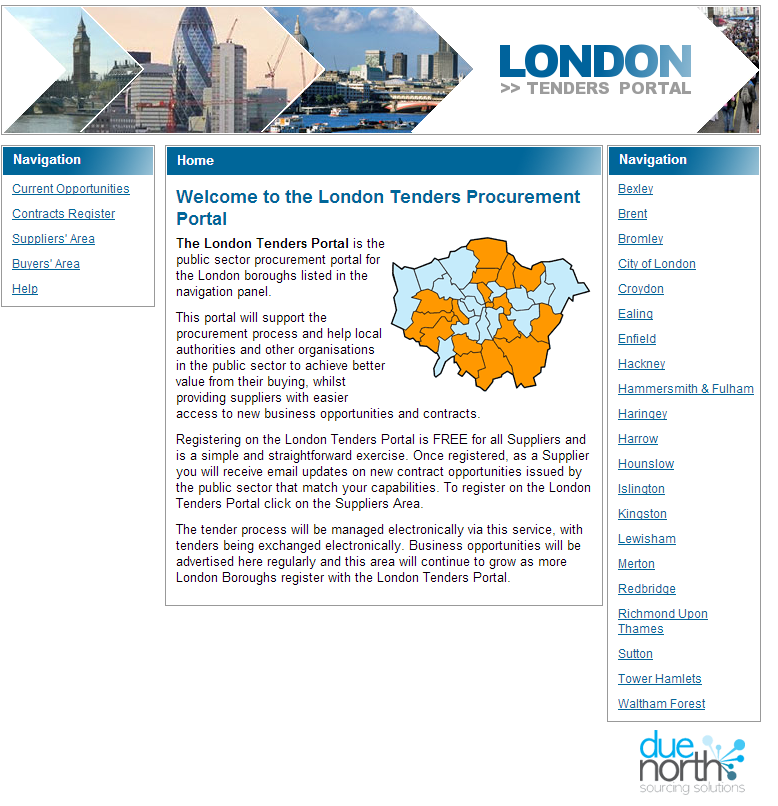 LONDON
>> TENDERS PORTAL
Navigation
Current Opportunities
Contracts Register
Suppliers' Area
Buyers' Area
Help
Home
Welcome to the London Tenders Procurement
Portal
The London Tenders Portal is the
public sector procurement portal for
the London boroughs listed in the
navigation panel.
This portal will support the
procurement process and help local
authorities and other organisations
in the public sector to achieve better
value from their buying, whilst
providing suppliers with easier
access to new business opportunities and contracts.
Registering on the London Tenders Portal is FREE for all Suppliers and
is a simple and straightforward exercise. Once registered, as a Supplier
you will receive email updates on new contract opportunities issued by
the public sector that match your capabilities. To register on the London
Tenders Portal click on the Suppliers Area.
The tender process will be managed electronically via this service, with
tenders being exchanged electronically. Business opportunities will be
advertised here regularly and this area will continue to grow as more
London Boroughs register with the London Tenders Portal.
Navigation
Bexley
Brent
Bromley
City of London
Croydon
Ealing
Enfield
Hackney
Hammersmith & Fulham
Haringey
Harrow
Hounslow
Islington
Kingston
Lewisham
Merton
Redbridge
Richmond Upon
Thames
Sutton
Tower Hamlets
Waltham Forest
due
north
sourcing solutions